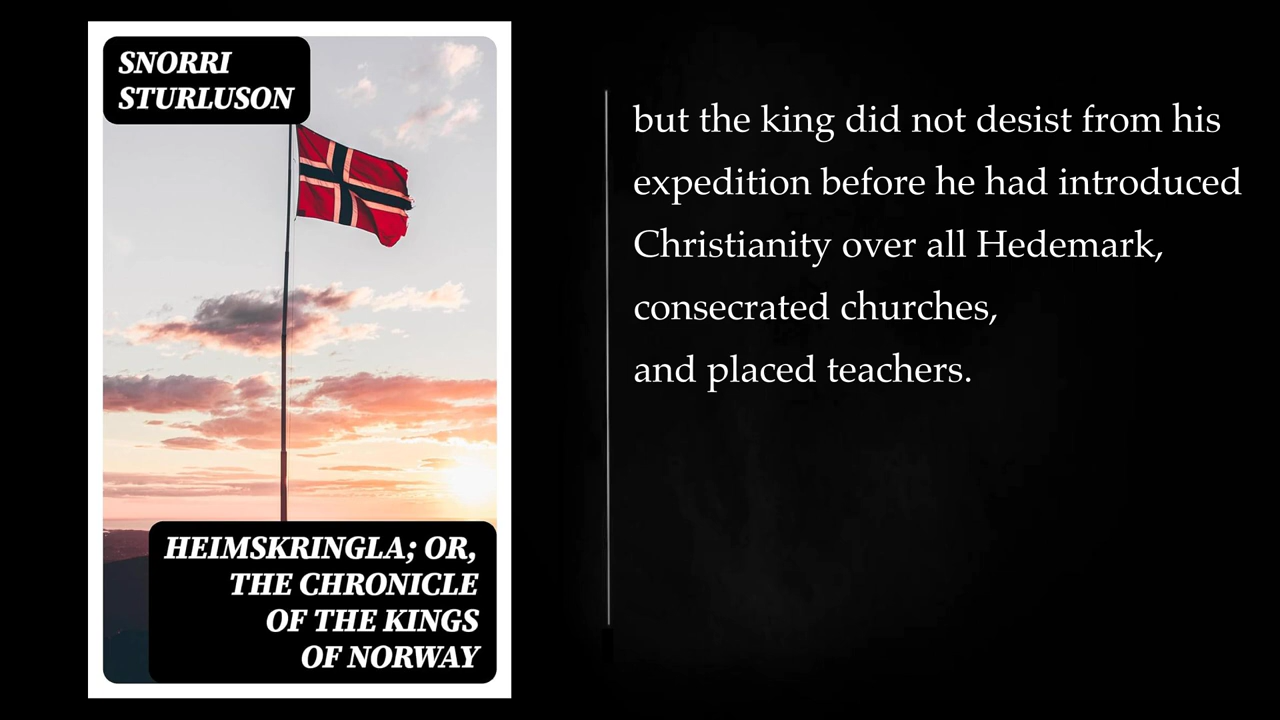 SNORRI
STURLUSON
HEIMSKRINGLA; OR,
THE CHRONICLE
OF THE KINGS
OF NORWAY
but the king did not desist from his
expedition before he had introduced
Christianity over all Hedemark,
consecrated churches,
and placed teachers.